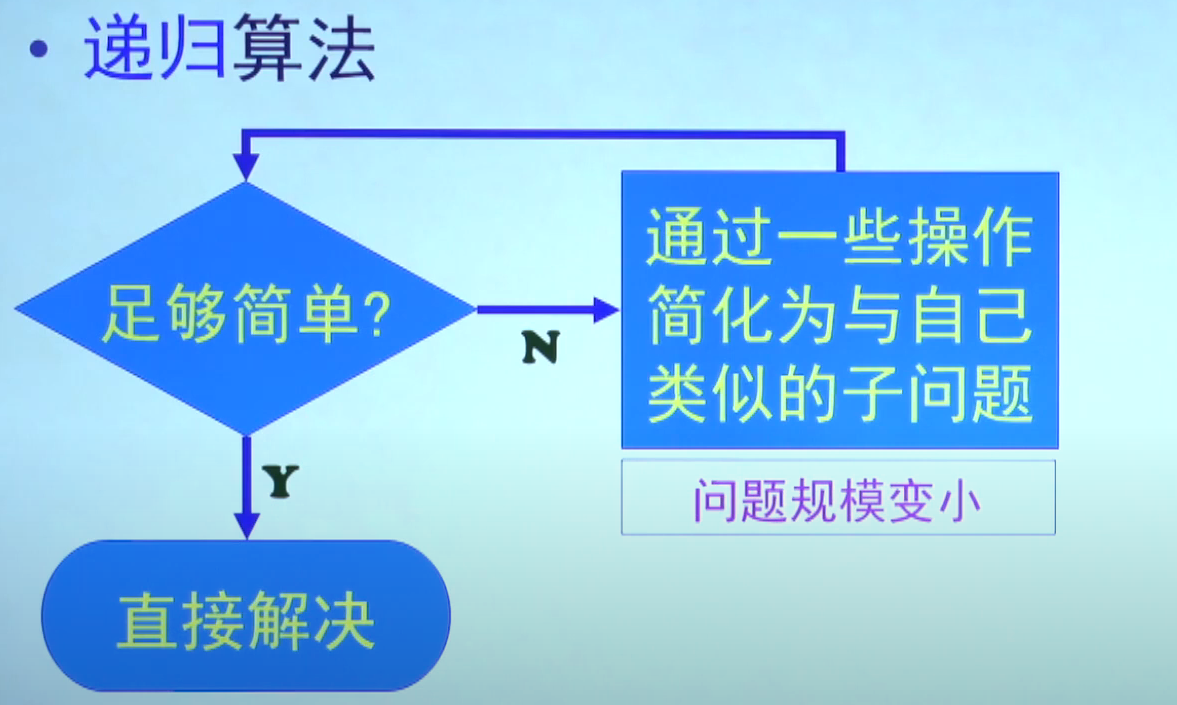 • 递归算法
足够简单?
N
通过一些操作
简化为与自己
类似的子问题
问题规模变小
Y
直接解决